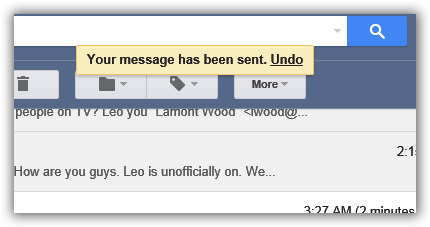 Your message has been sent. Undo
More
people on TV? Leo you "Lamont Wood" <lwood@...
2:1
How are you guys. Leo is unofficially on. We...
3:27 AM (2 minutes